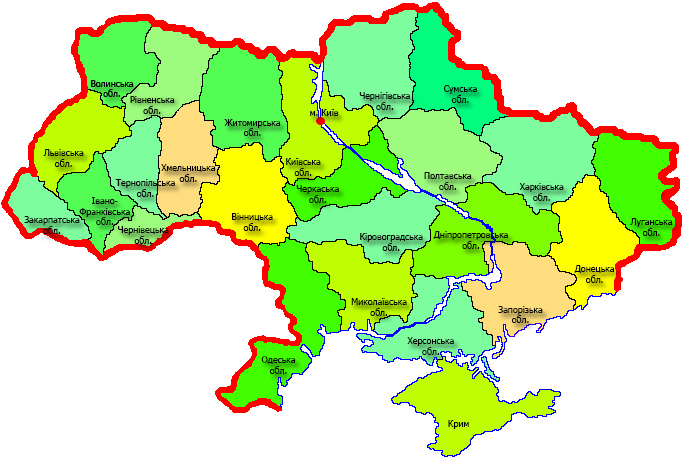 Волинська
обл.
Рівненська
обл.
Житомирська
обл.
Чернігівська
обл.
Сумська
обл.
м. Київ
Київська
обл.
Львівська
обл.
Тернопільська
обл.
Хмельницька
обл.
Івано-
Франківська
обл.
Закарпатська
обл.
Чернівецька
обл.
Вінницька
обл.
Черкаська
обл.
Полтавська
обл.
Харківська
обл.
Луганська
обл.
Кіровоградська
обл.
Дніпропетровська
обл.
Донецька
обл.
Запорізька
обл.
Миколаївська
обл.
Херсонська
обл.
Одеська
обл.
Крим